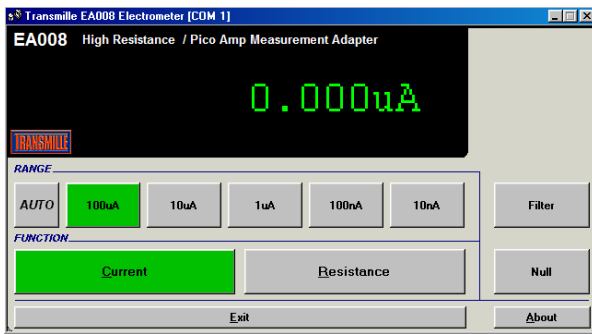 Transmille EA008 Electrometer [COM 1]
EA008 High Resistance / Pico Amp Measurement Adapter
0.000uA
TRANSMILLE
RANGE
AUTO 100uA 10uA 1uA 100nA 10nA Filter
FUNCTION
Current Resistance Null
Exit About